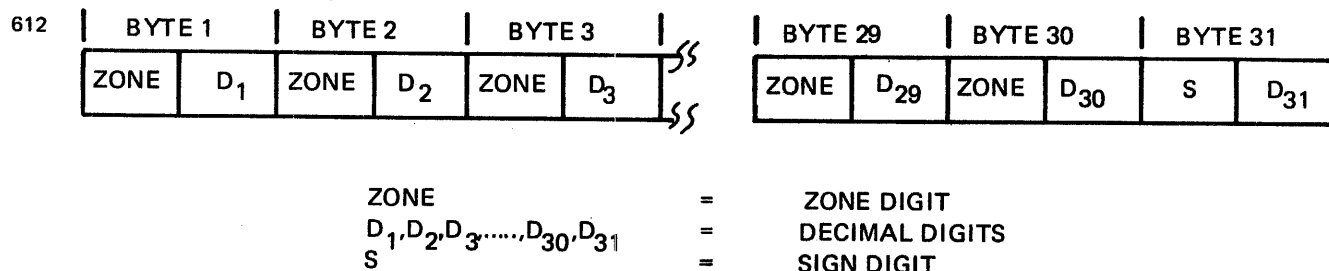 612 BYTE 1 BYTE 2 BYTE 3 BYTE 29 BYTE 30 BYTE 31
ZONE D1 ZONE D2 ZONE D3 ZONE D29 ZONE D30 S D31
ZONE = ZONE DIGIT
D1,D2,D3,....,D30,D31 = DECIMAL DIGITS
S = SIGN DIGIT